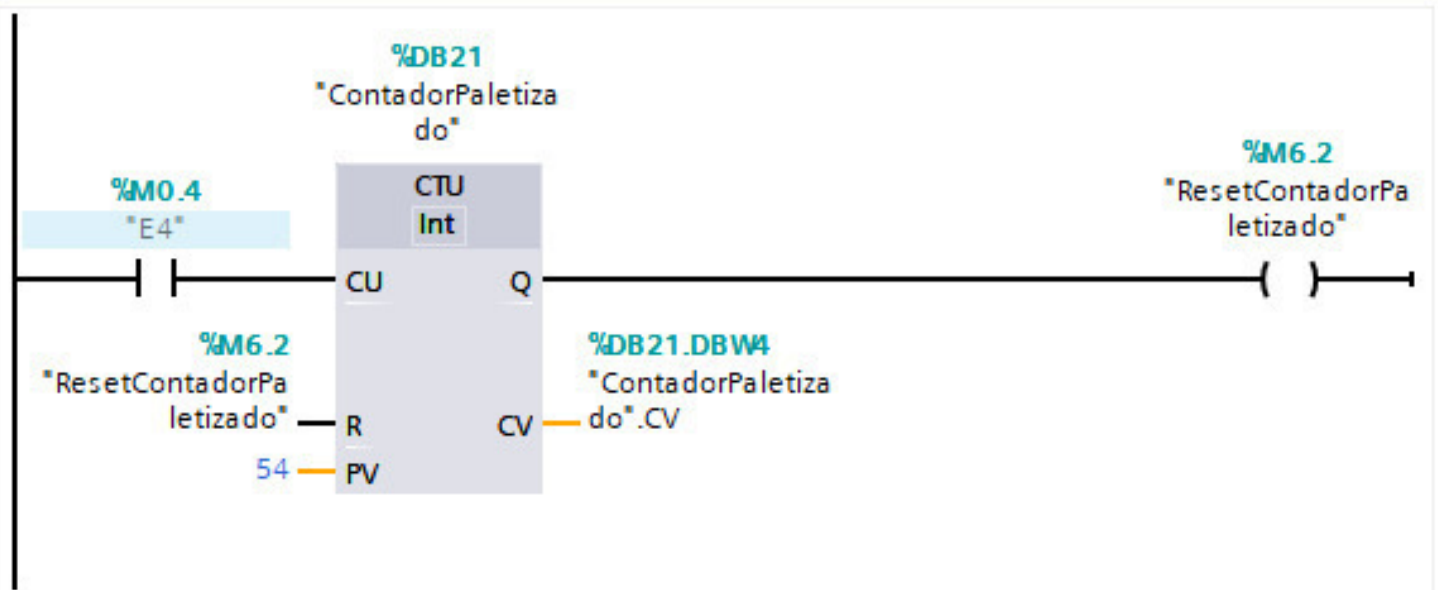 %DB21
"ContadorPaletiza
do"
%M0.4
"E4"
CTU
Int
%M6.2
"ResetContadorPa
letizado"
CU
Q
%M6.2
"ResetContadorPa
letizado"
R
%DB21.DBW4
"ContadorPaletiza
do".CV
CV
54
PV